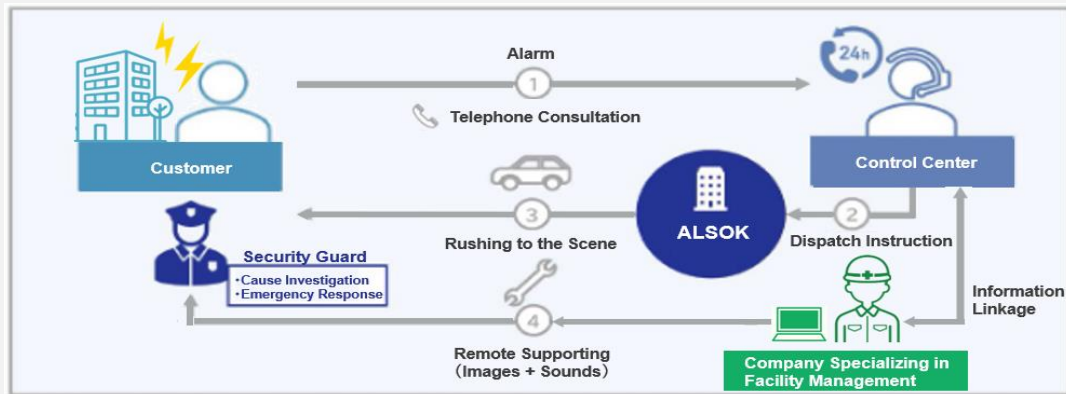 Alarm
1
Telephone Consultation
24h
Customer
Control Center
3
Rushing to the Scene
ALSOK
2
Dispatch Instruction
Security Guard
・Cause Investigation
・Emergency Response
4
Remote Supporting
（Images + Sounds）
Information
Linkage
Company Specializing in
Facility Management